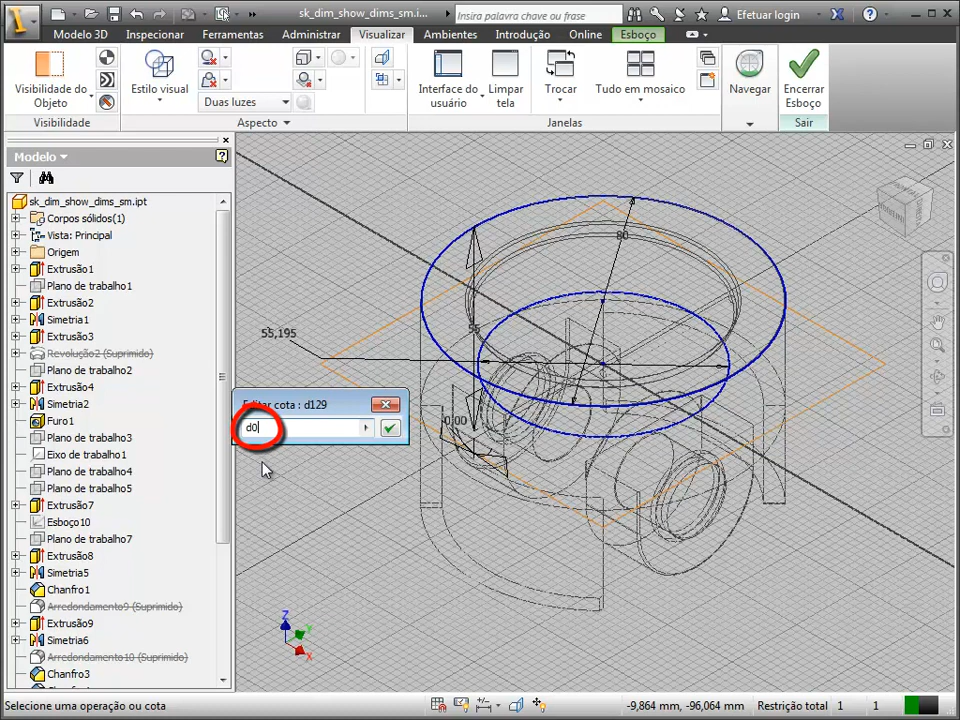 sk_dim_show_dims_sm.i...
Insira palavra chave ou frase
Efetuar login
Modelo 3D
Inspecionar
Ferramentas
Administrar
Visualizar
Ambientes
Introdução
Online
Esboço
Visibilidade do
Objeto
Estilo visual
Duas luzes
Interface do
usuário
Limpar
tela
Trocar
Tudo em mosaico
Navegar
Encerrar
Esboço
Visibilidade
Aspecto
Janelas
Sair
Modelo
sk_dim_show_dims_sm.ipt
Corpos sólidos(1)
Vista: Principal
Origem
Extrusão1
Plano de trabalho1
Extrusão2
Simetria1
Extrusão3
Revolução2 (Suprimido)
Plano de trabalho2
Extrusão4
Simetria2
Furo1
Plano de trabalho3
Eixo de trabalho1
Plano de trabalho4
Plano de trabalho5
Extrusão7
Esboço10
Plano de trabalho7
Extrusão8
Simetria5
Chanfro1
Arredondamento9 (Suprimido)
Extrusão9
Simetria6
Arredondamento10 (Suprimido)
Chanfro3
80
55
55,195
0,00
Editar cota : d129
d0
Z
Y
X
Selecione uma operação ou cota
-9,864 mm, -96,064 mm
Restrição total
1
1